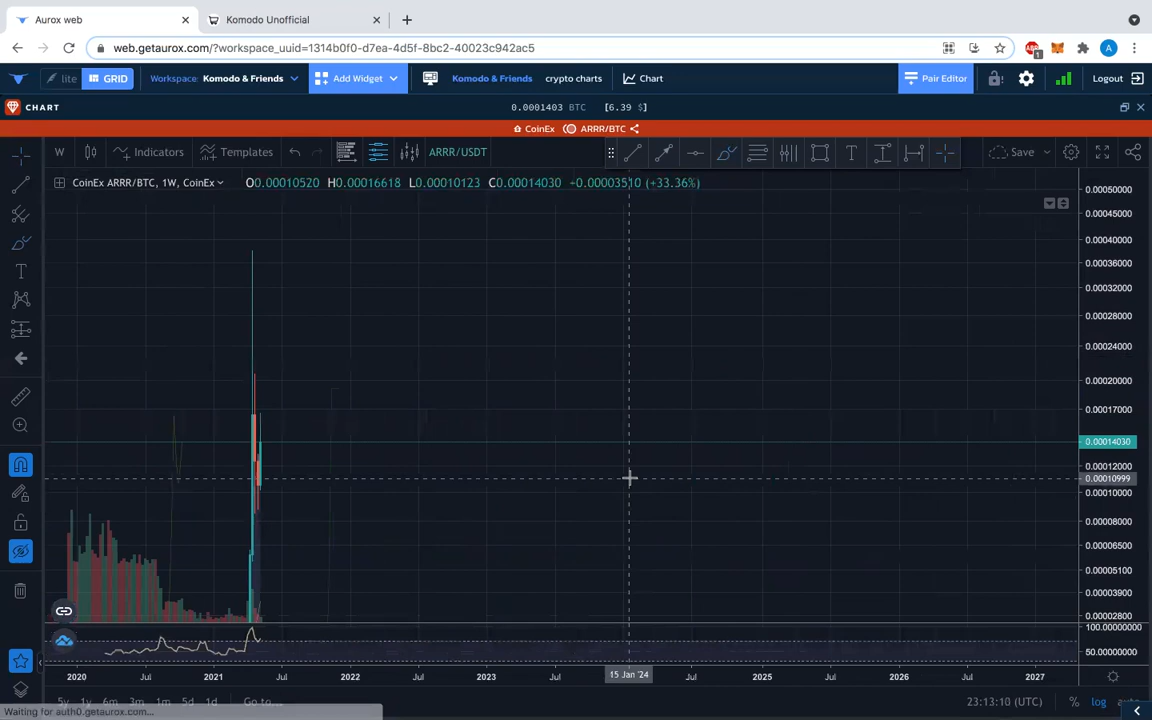 Aurox web
Komodo Unofficial
web.getaurox.com/?workspace_uuid=1314b0f0-d7ea-4d5f-8bc2-40023c942ac5
ABP
1
A
lite
GRID
Workspace: Komodo & Friends
Add Widget
Komodo & Friends
crypto charts
Chart
Pair Editor
Logout
CHART
0.0001403 BTC [6.39 $]
CoinEx ARRR/BTC
W
Indicators
Templates
ARRR/USDT
Save
CoinEx ARRR/BTC, 1W, CoinEx
O0.00010520 H0.00016618 L0.00010123 C0.00014030 +0.00003510 (+33.36%)
0.00050000
0.00045000
0.00040000
0.00036000
0.00032000
0.00028000
0.00024000
0.00020000
0.00017000
0.00014030
0.00012000
0.00010999
0.00010000
0.00008000
0.00006500
0.00005100
0.00003900
0.00002800
100.00000000
50.00000000
2020 Jul 2021 Jul 2022 Jul 2023 Jul 15 Jan '24 Jul 2025 Jul 2026 Jul 2027
5y 1y 6m 3m 1m 5d 1d Go to...
23:13:10 (UTC) % log auto
Waiting for auth0.getaurox.com...